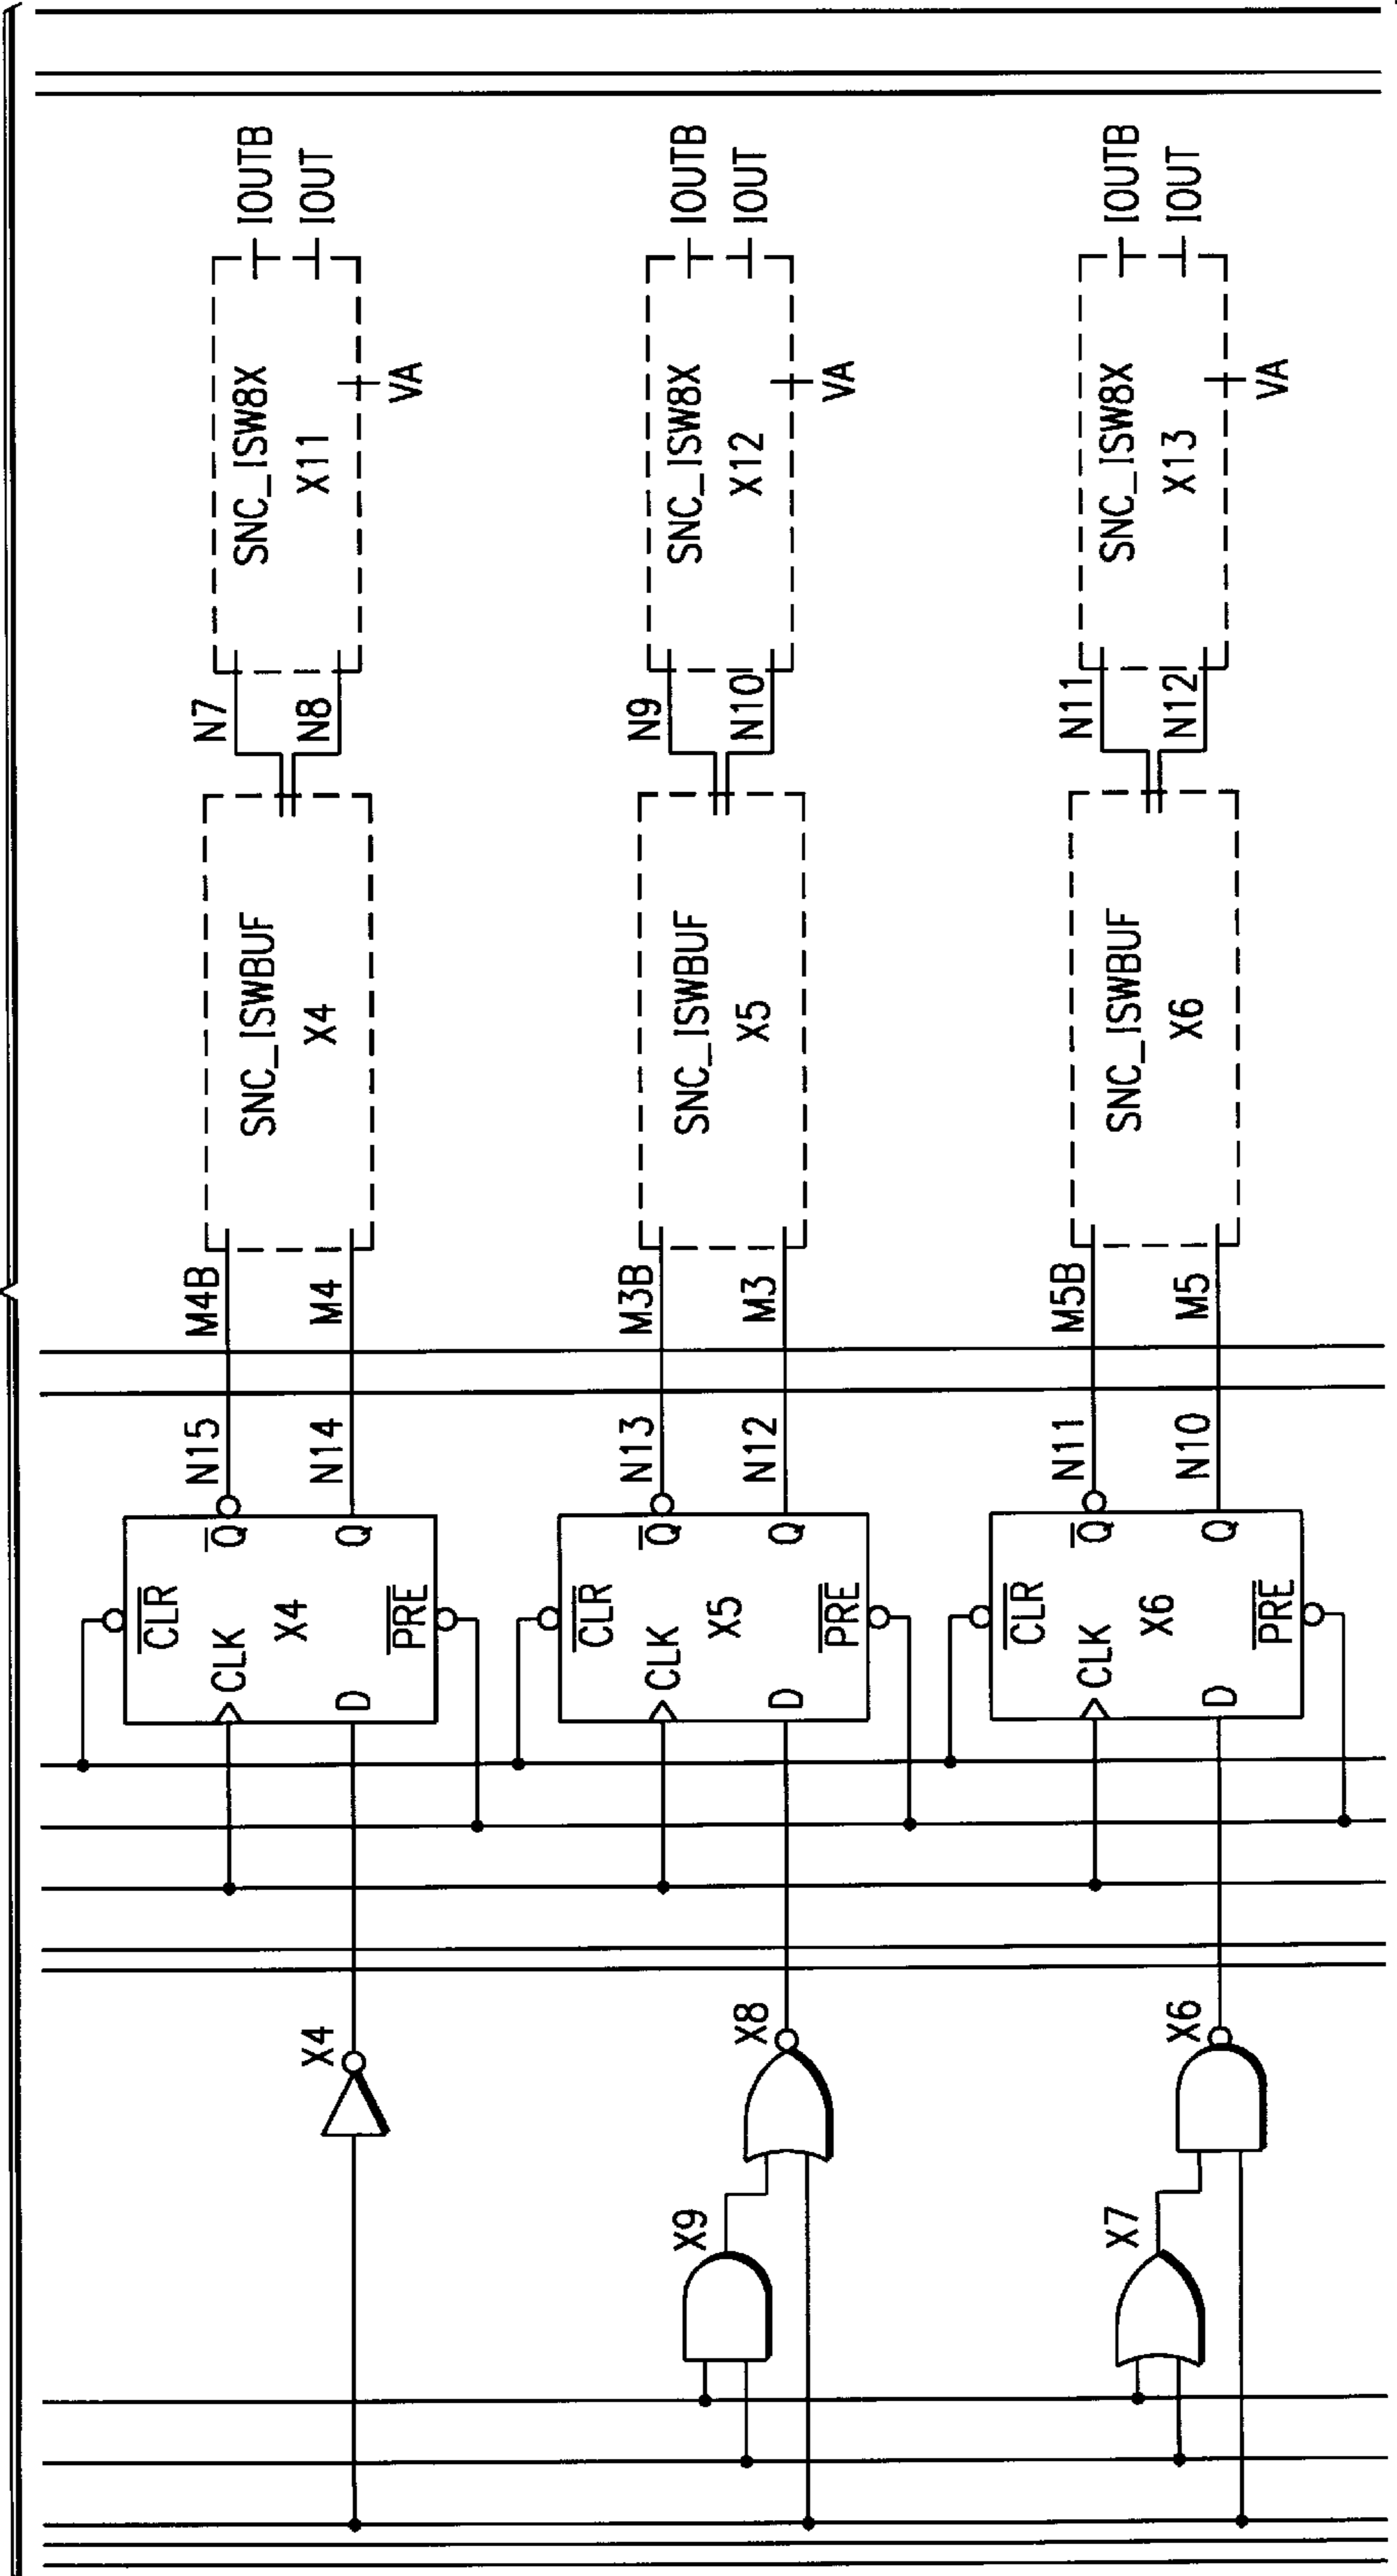 IOUTB
IOUT
SNC_ISW8X
X11
VA
N7
N8
SNC_ISWBUF
X4
M4B
M4
N15
N14
CLR
Q
CLK
X4
D
Q
PRE
X4
IOUTB
IOUT
SNC_ISW8X
X12
VA
N9
N10
SNC_ISWBUF
X5
M3B
M3
N13
N12
CLR
Q
CLK
X5
D
Q
PRE
X8
X9
IOUTB
IOUT
SNC_ISW8X
X13
VA
N11
N12
SNC_ISWBUF
X6
M5B
M5
N11
N10
CLR
Q
CLK
X6
D
Q
PRE
X6
X7